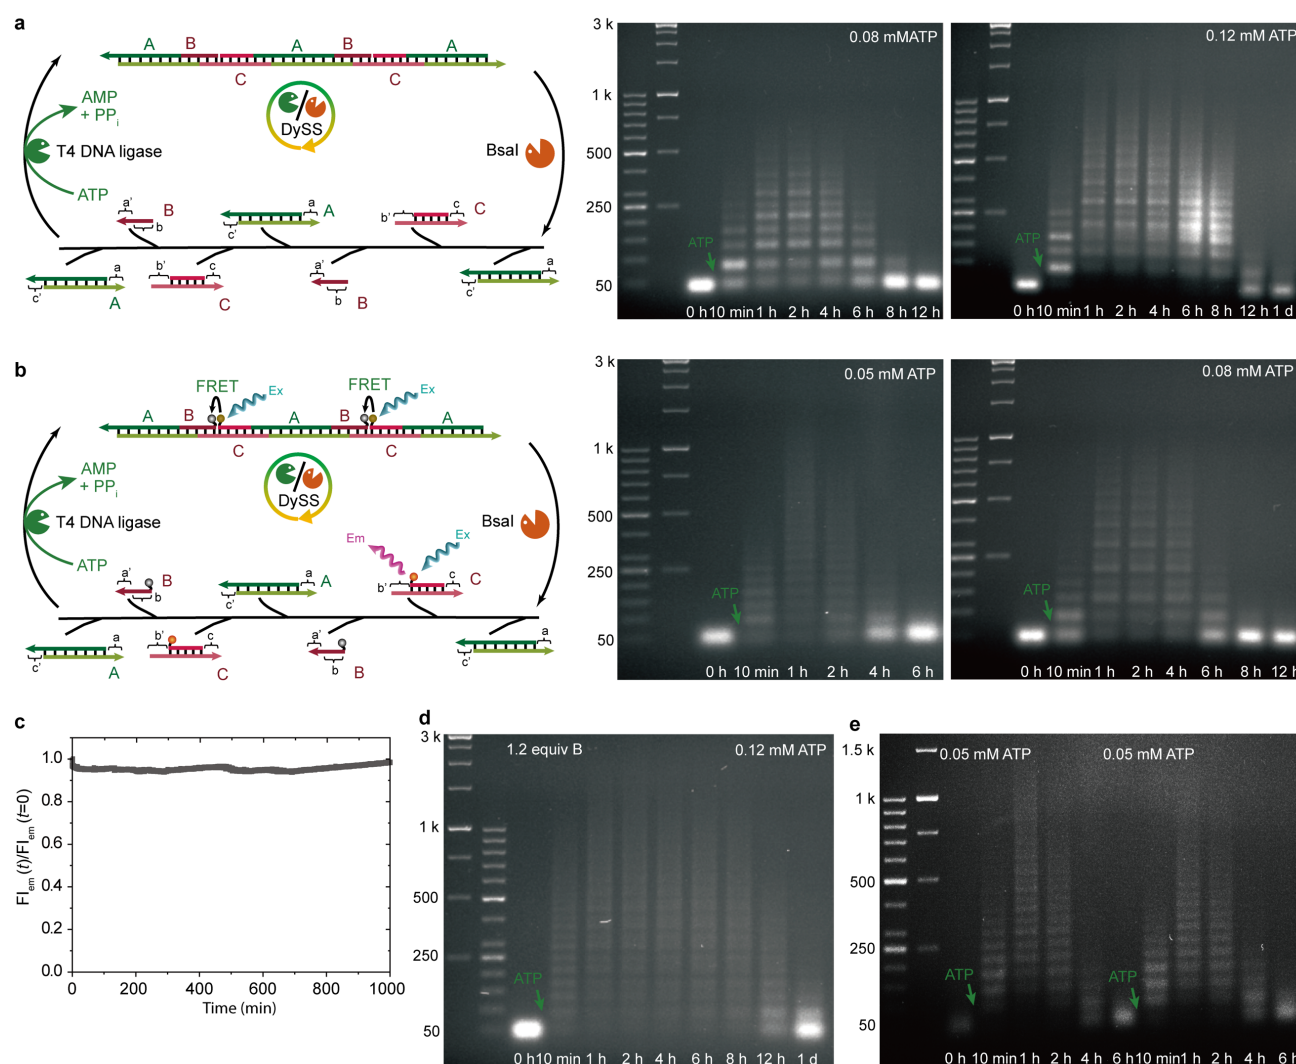 a
A B A B A
C C
AMP
+ PPi
DySS
T4 DNA ligase
BsaI
ATP
a' B b
a A c'
b' c C
a c' A
b' c C
a' b B
a c'
3 k
1 k
500
250
50
0.08 mMATP
ATP
0 h 10 min 1 h 2 h 4 h 6 h 8 h 12 h
0.12 mM ATP
ATP
0 h 10 min 1 h 2 h 4 h 6 h 8 h 12 h 1 d
b
FRET Ex FRET Ex
A B A B A
C C
AMP
+ PPi
DySS
T4 DNA ligase
BsaI
ATP
Em Ex
a' B b
a A c'
b' c C
a c' A
b' c C
a' b B
a c'
3 k
1 k
500
250
50
0.05 mM ATP
ATP
0 h 10 min 1 h 2 h 4 h 6 h
0.08 mM ATP
ATP
0 h 10 min 1 h 2 h 4 h 6 h 8 h 12 h
c
FIem (t)/FIem (t=0)
1.0
0.8
0.6
0.4
0.2
0.0
0 200 400 600 800 1000
Time (min)
d
3 k
1 k
500
250
50
1.2 equiv B 0.12 mM ATP
ATP
0 h 10 min 1 h 2 h 4 h 6 h 8 h 12 h 1 d
e
1.5 k
1 k
500
250
50
0.05 mM ATP 0.05 mM ATP
ATP ATP
0 h 10 min 1 h 2 h 4 h 6 h 10 min 1 h 2 h 4 h 6 h